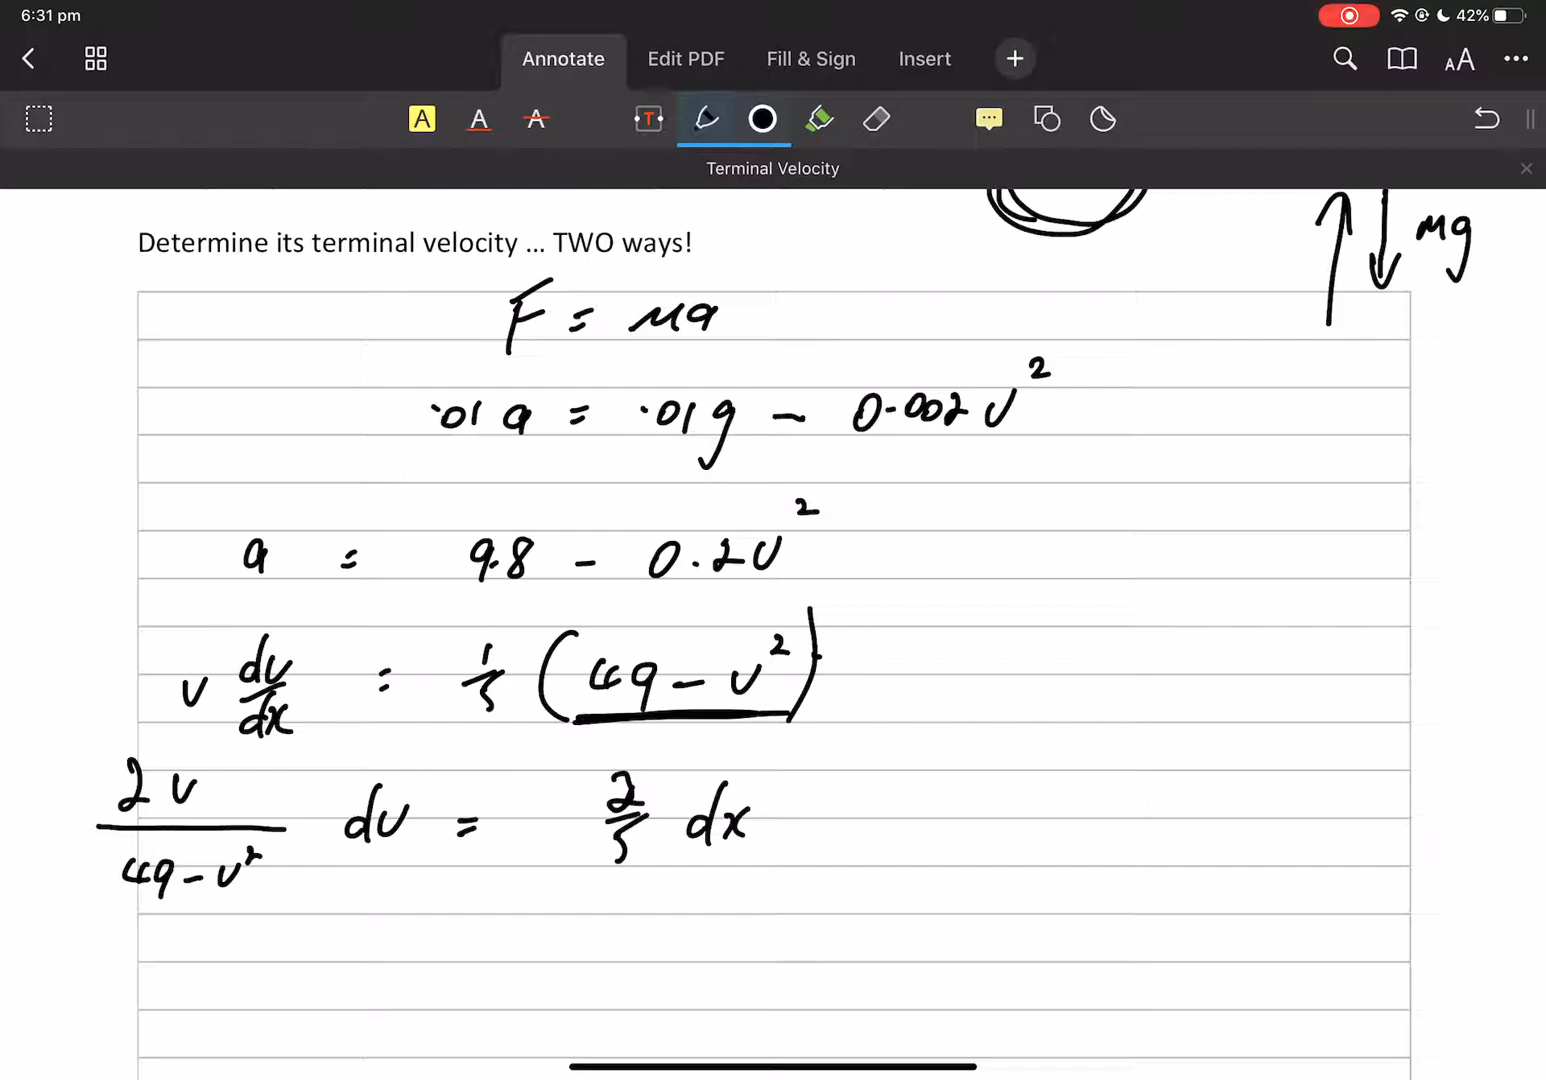 6:31 pm 42%
Annotate Edit PDF Fill & Sign Insert +
AA
A A A T
Terminal Velocity
mg
Determine its terminal velocity ... TWO ways!
F = ma
.01 a = .01g - 0.002 v²
a = 9.8 - 0.2v²
v dv/dx = 1/5 (49 - v²)
2v/(49 - v²) dv = 2/5 dx